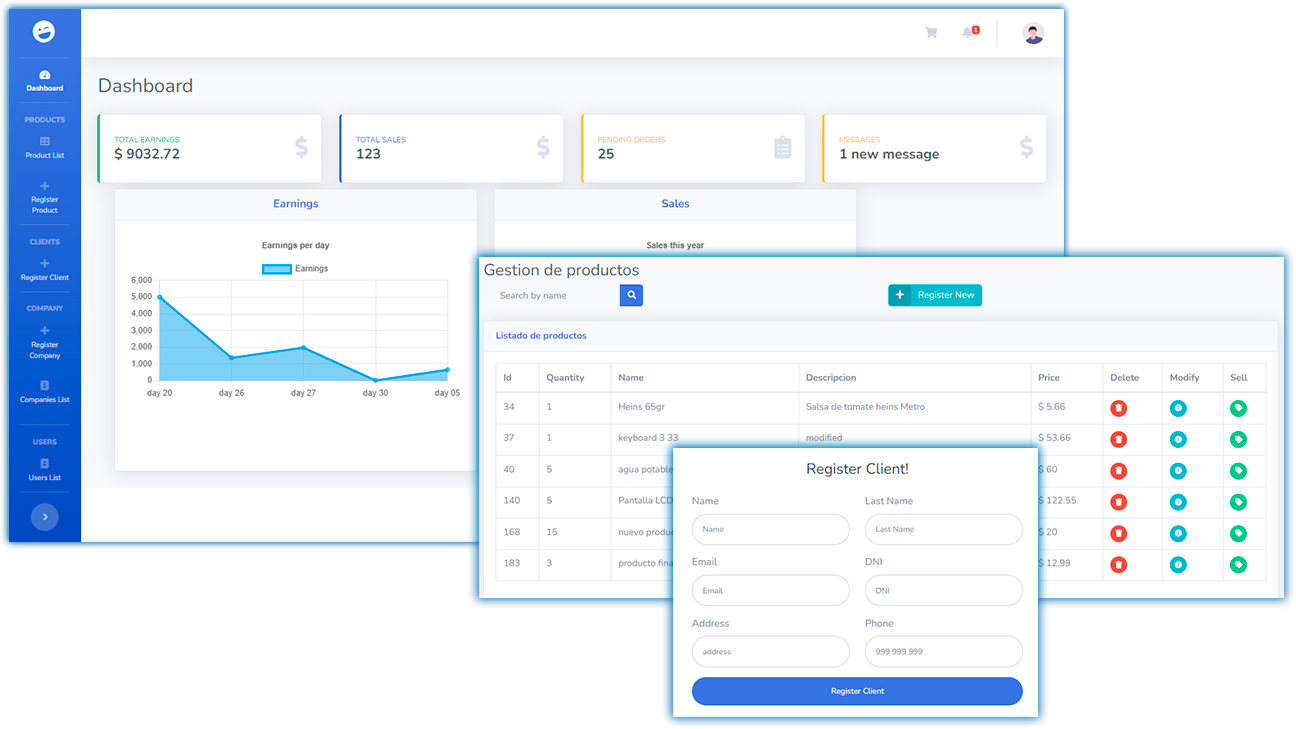 1
Dashboard
PRODUCTS
Product List
Register
Product
CLIENTS
Register Client
COMPANY
Register
Company
Companies List
USERS
Users List
Dashboard
TOTAL EARNINGS
$ 9032.72
TOTAL SALES
123
PENDING ORDERS
25
MESSAGES
1 new message
Earnings
Earnings per day
Earnings
6,000
5,000
4,000
3,000
2,000
1,000
0
day 20 day 26 day 27 day 30 day 05
Sales
Sales this year
Gestion de productos
Search by name
Register New
Listado de productos
Id Quantity Name Descripcion Price Delete Modify Sell
34 1 Heins 65gr Salsa de tomate heins Metro $ 5.66
37 1 keyboard 3 33 modified $ 53.66
40 5 agua potable $ 60
140 5 Pantalla LCD $ 122.55
168 15 nuevo produc $ 20
183 3 producto fina $ 12.99
Register Client!
Name Last Name
Name Last Name
Email DNI
Email DNI
Address Phone
address 999 999 999
Register Client